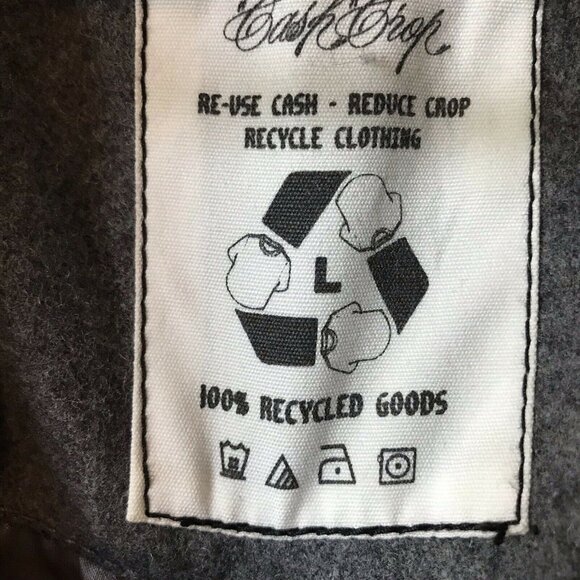 Cash Crop
RE-USE CASH - REDUCE CROP
RECYCLE CLOTHING
L
100% RECYCLED GOODS